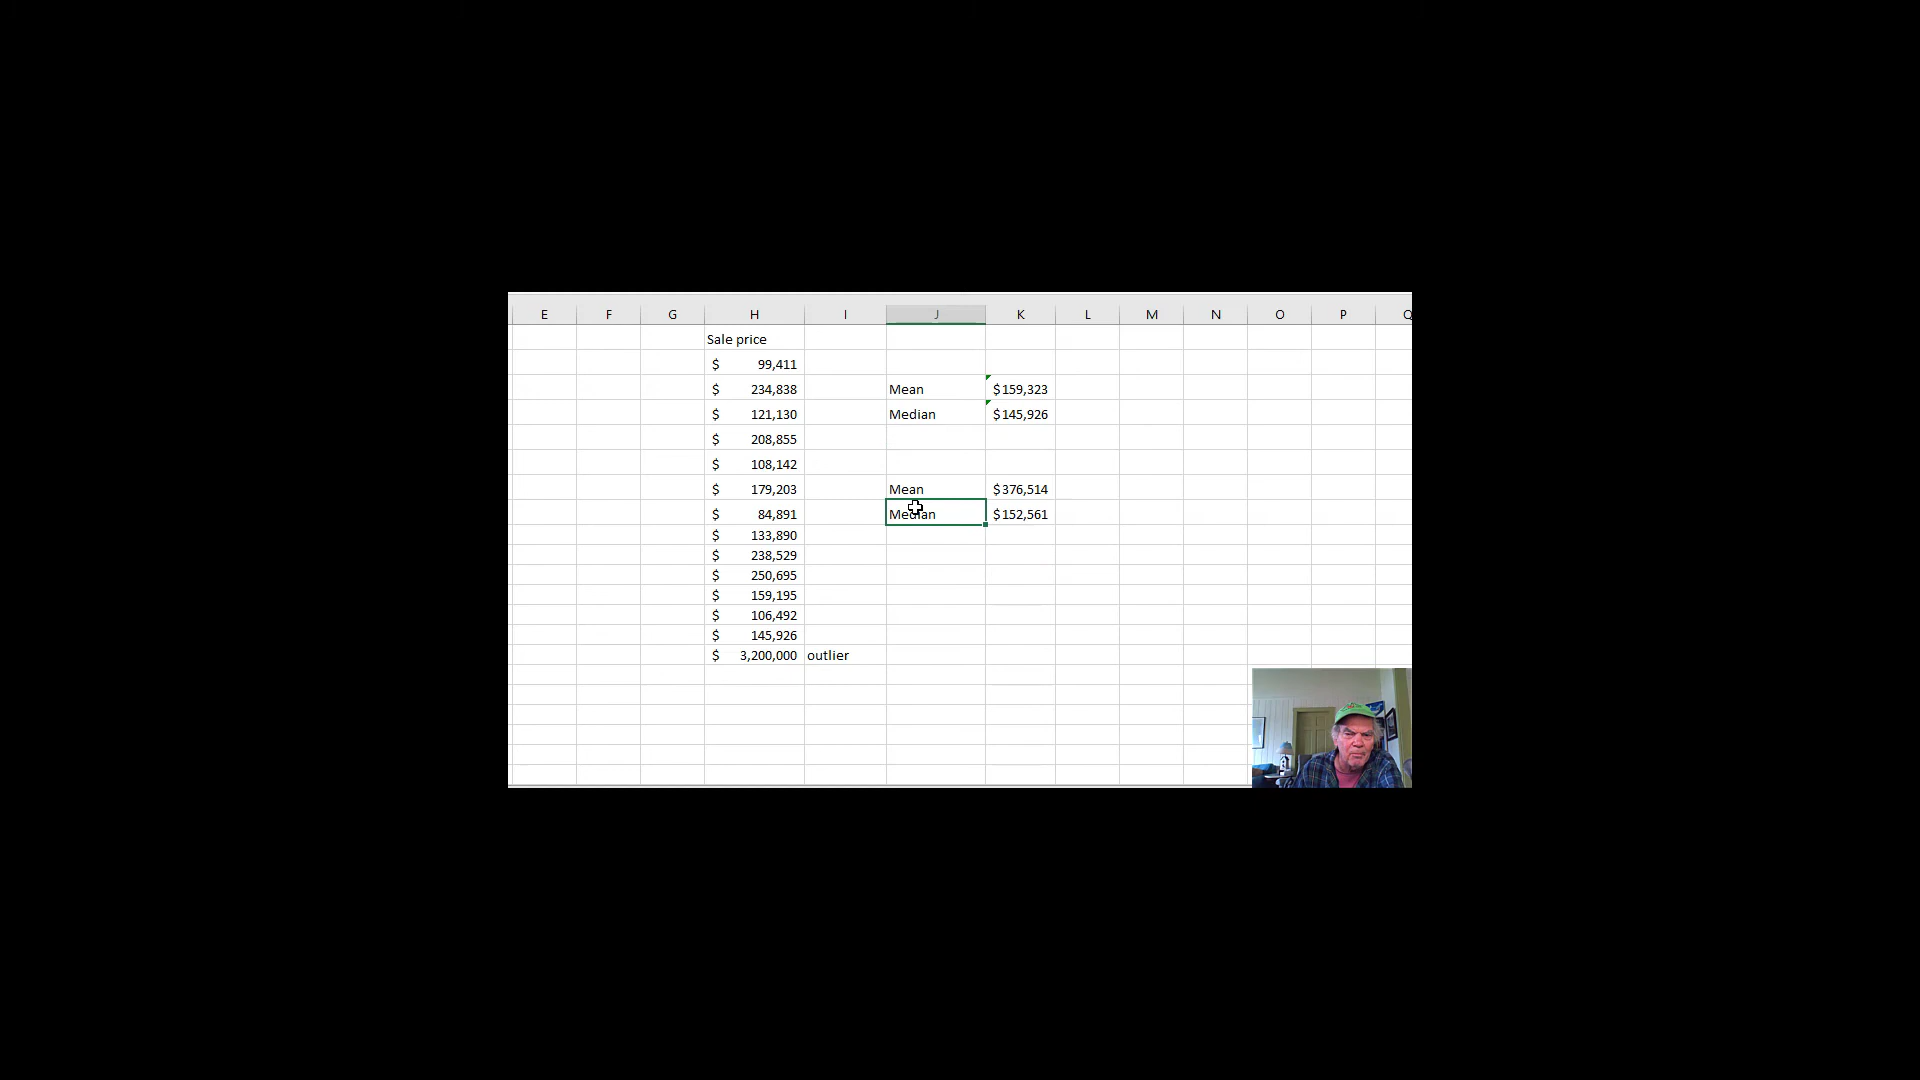 E F G H I J K L M N O P Q
Sale price
$ 99,411
$ 234,838 Mean $159,323
$ 121,130 Median $145,926
$ 208,855
$ 108,142
$ 179,203 Mean $376,514
$ 84,891 Median $152,561
$ 133,890
$ 238,529
$ 250,695
$ 159,195
$ 106,492
$ 145,926
$ 3,200,000 outlier